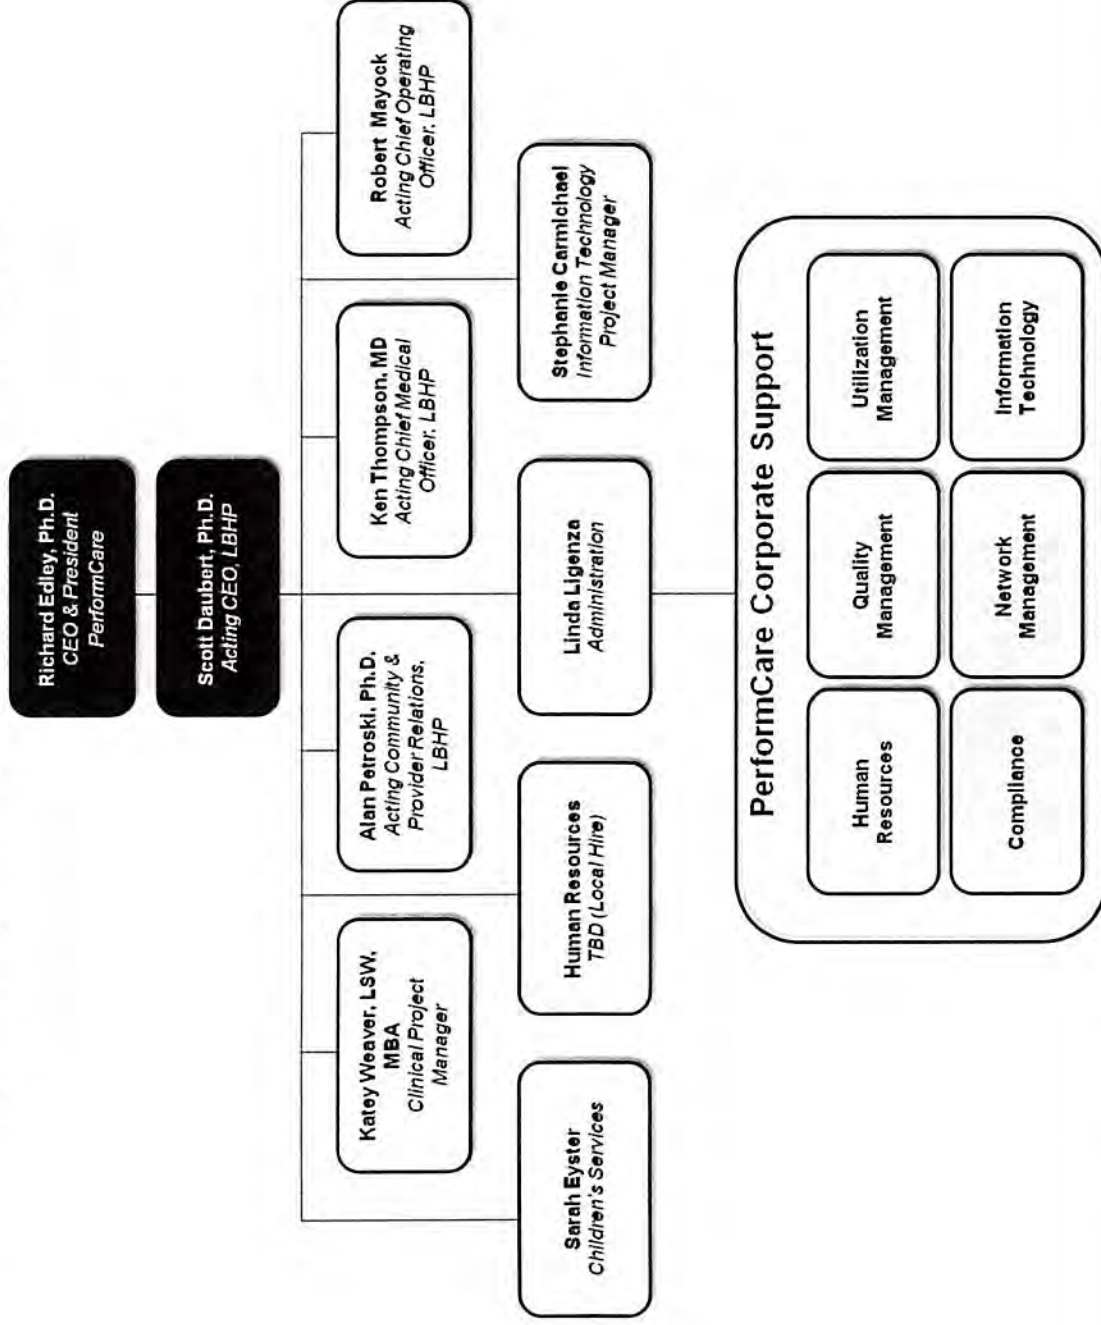 Richard Edley, Ph.D.
CEO & President
PerformCare
Scott Daubert, Ph.D.
Acting CEO, LBHP
Katey Weaver, LSW,
MBA
Clinical Project
Manager
Alan Petroski, Ph.D.
Acting Community &
Provider Relations,
LBHP
Ken Thompson, MD
Acting Chief Medical
Officer, LBHP
Robert Mayock
Acting Chief Operating
Officer, LBHP
Sarah Eyster
Children's Services
Human Resources
TBD (Local Hire)
Linda Ligenza
Administration
Stephanie Carmichael
Information Technology
Project Manager
PerformCare Corporate Support
Human
Resources
Quality
Management
Utilization
Management
Compliance
Network
Management
Information
Technology